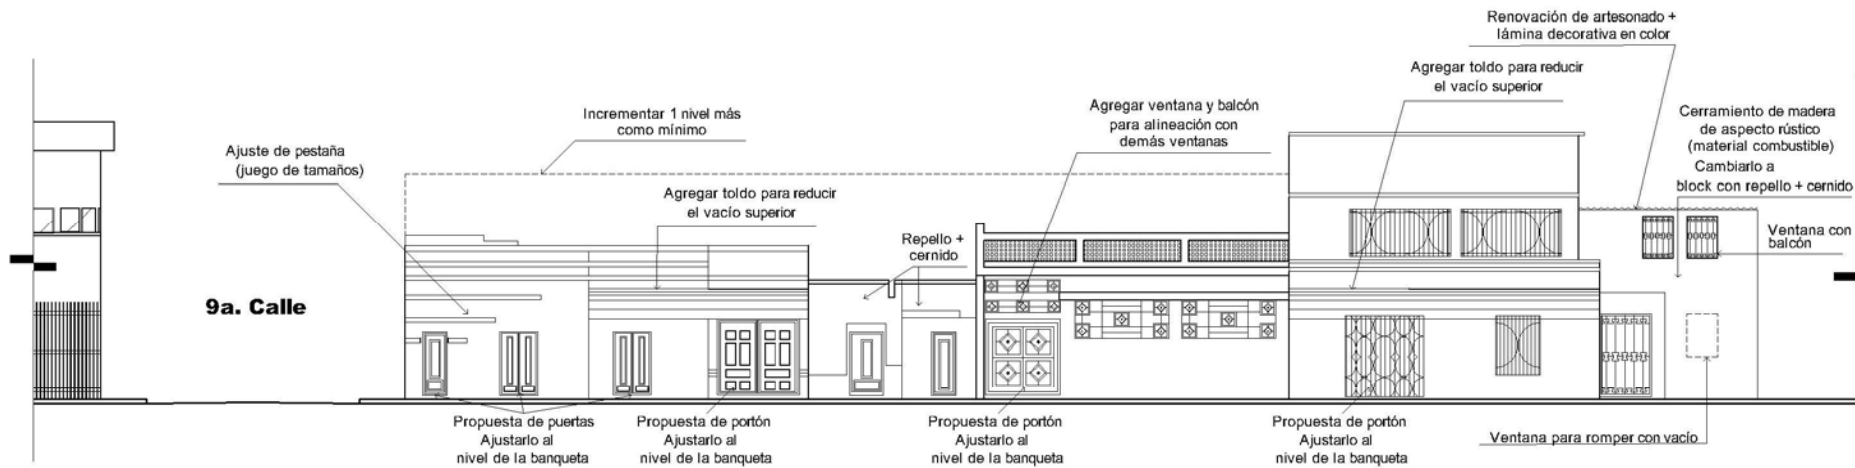 Renovación de artesonado +
lámina decorativa en color
Agregar toldo para reducir
el vacío superior
Incrementar 1 nivel más
como mínimo
Agregar ventana y balcón
para alineación con
demás ventanas
Cerramiento de madera
de aspecto rústico
(material combustible)
Cambiarlo a
block con repello + cernido
Ajuste de pestaña
(juego de tamaños)
Agregar toldo para reducir
el vacío superior
Repello +
cernido
Ventana con
balcón
9a. Calle
Propuesta de puertas
Ajustarlo al
nivel de la banqueta
Propuesta de portón
Ajustarlo al
nivel de la banqueta
Propuesta de portón
Ajustarlo al
nivel de la banqueta
Propuesta de portón
Ajustarlo al
nivel de la banqueta
Ventana para romper con vacío